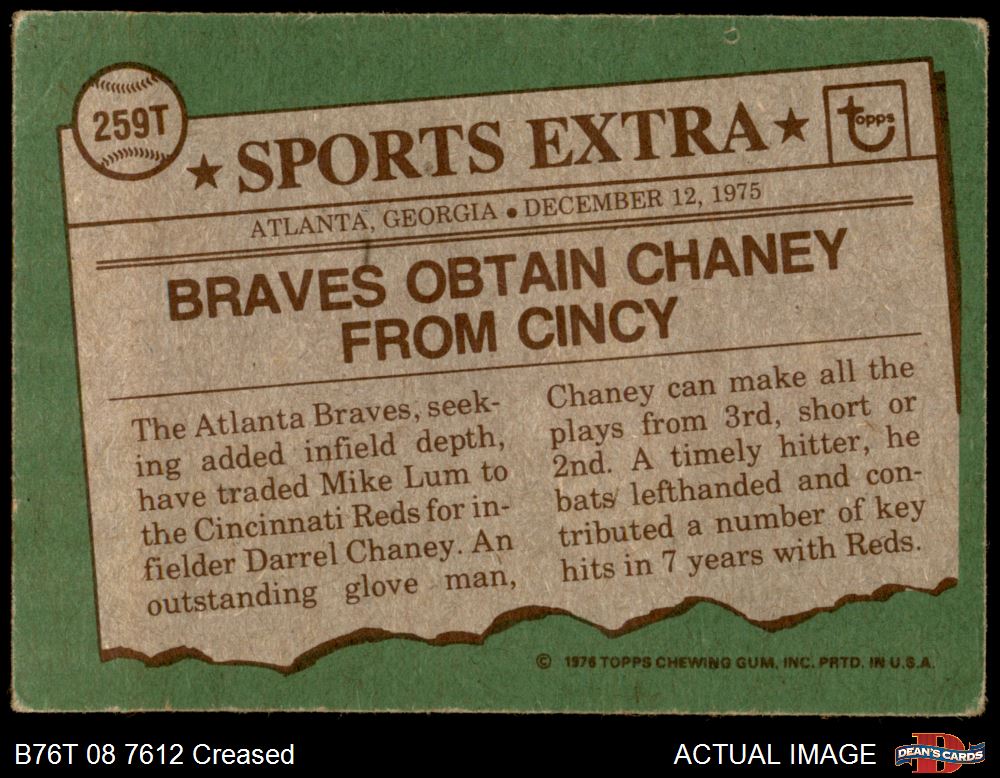 259T
★ SPORTS EXTRA ★
topps
ATLANTA, GEORGIA • DECEMBER 12, 1975
BRAVES OBTAIN CHANEY
FROM CINCY
The Atlanta Braves, seek-
ing added infield depth,
have traded Mike Lum to
the Cincinnati Reds for in-
fielder Darrel Chaney. An
outstanding glove man,
Chaney can make all the
plays from 3rd, short or
2nd. A timely hitter, he
bats lefthanded and con-
tributed a number of key
hits in 7 years with Reds.
© 1976 TOPPS CHEWING GUM, INC. PRTD. IN U.S.A.
B76T 08 7612 Creased
ACTUAL IMAGE
DEAN'S CARDS